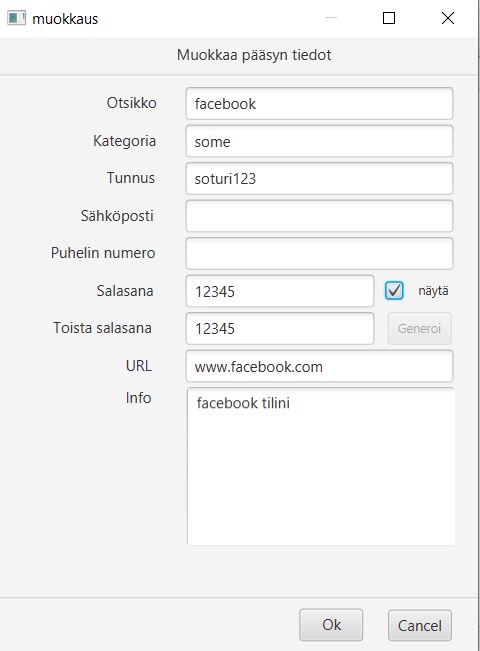 muokkaus
Muokkaa pääsyn tiedot
Otsikko facebook
Kategoria some
Tunnus soturi123
Sähköposti
Puhelin numero
Salasana 12345 näytä
Toista salasana 12345 Generoi
URL www.facebook.com
Info facebook tilini
Ok Cancel